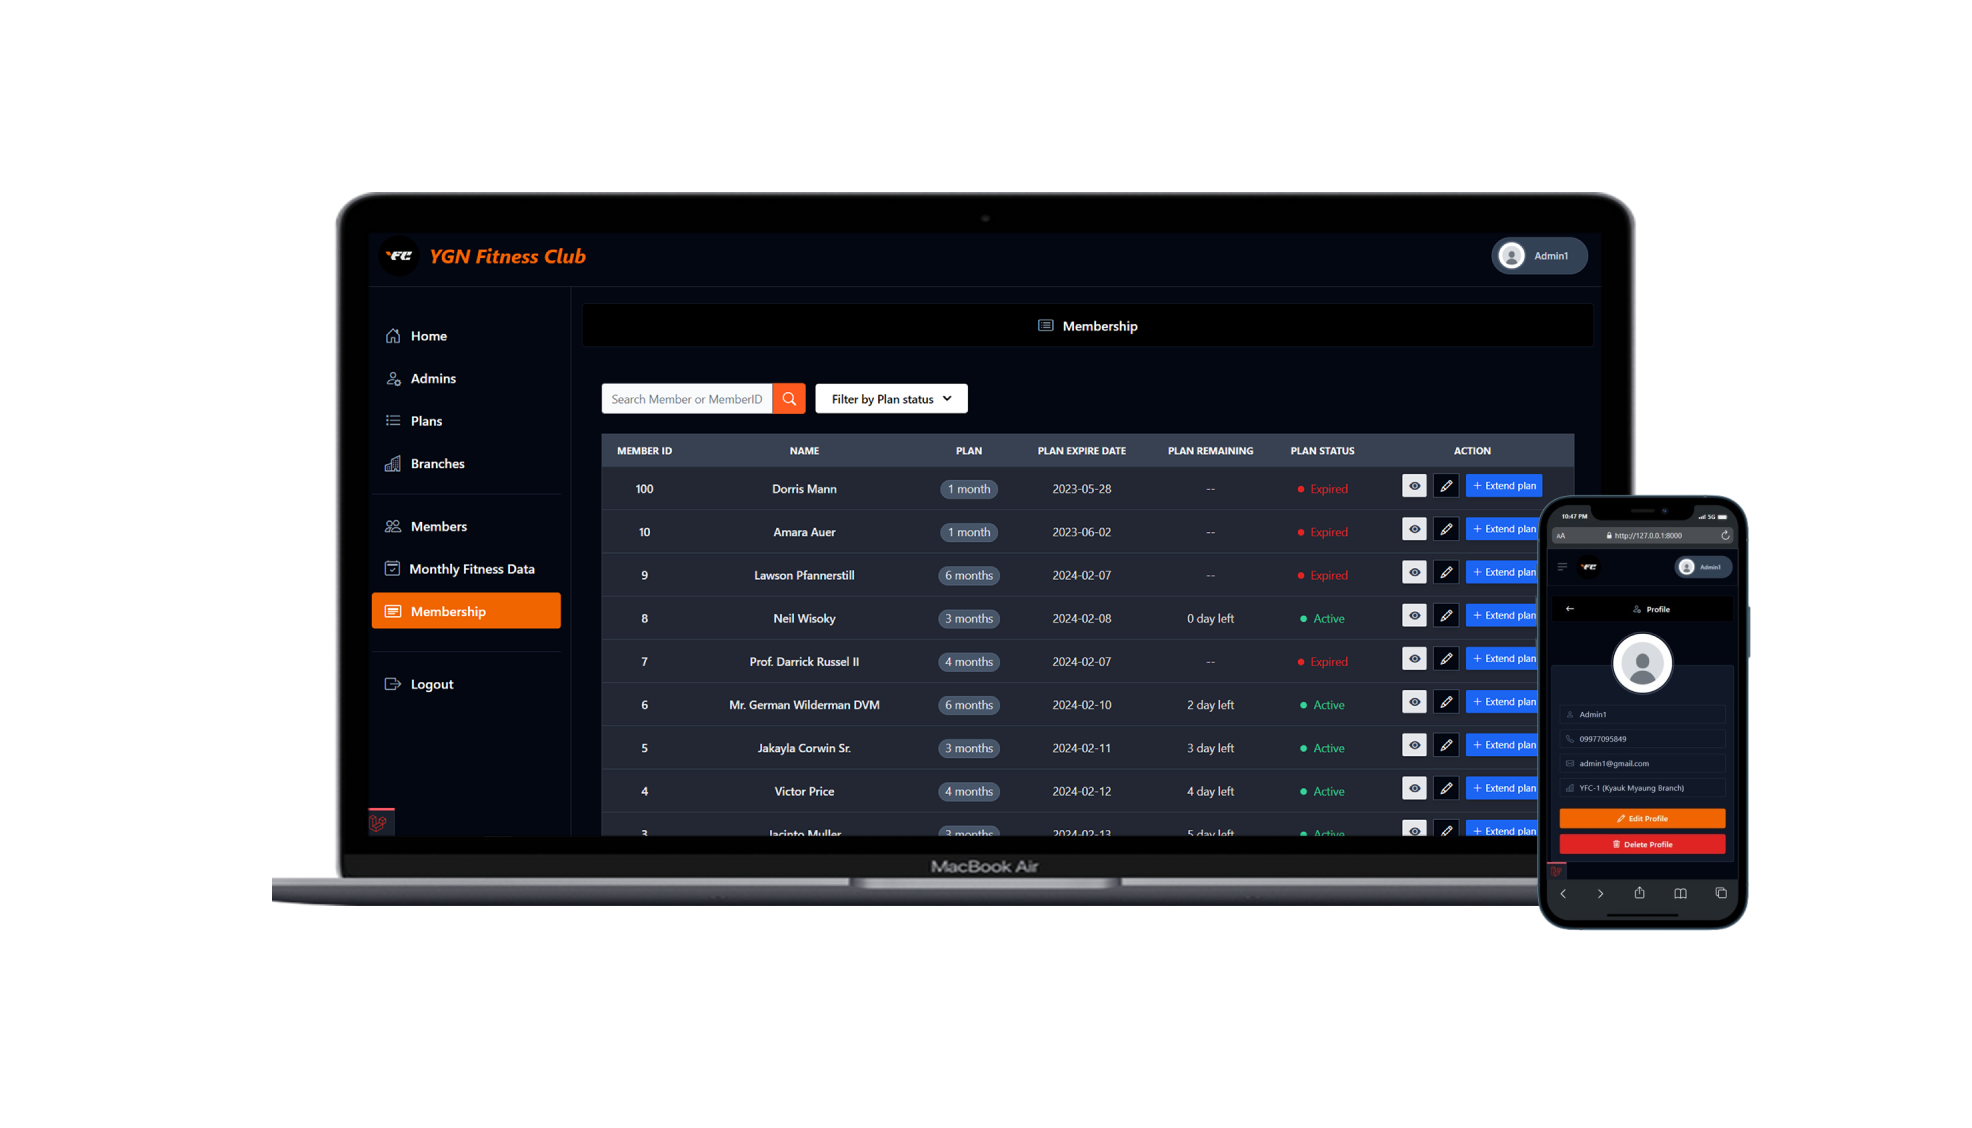 YFC YGN Fitness Club
Admin1
Home
Admins
Plans
Branches
Members
Monthly Fitness Data
Membership
Logout
Membership
Search Member or MemberID
Filter by Plan status
MEMBER ID NAME PLAN PLAN EXPIRE DATE PLAN REMAINING PLAN STATUS ACTION
100 Dorris Mann 1 month 2023-05-28 -- Expired + Extend plan
10 Amara Auer 1 month 2023-06-02 -- Expired + Extend plan
9 Lawson Pfannerstill 6 months 2024-02-07 -- Expired + Extend plan
8 Neil Wisoky 3 months 2024-02-08 0 day left Active + Extend plan
7 Prof. Darrick Russel II 4 months 2024-02-07 -- Expired + Extend plan
6 Mr. German Wilderman DVM 6 months 2024-02-10 2 day left Active + Extend plan
5 Jakayla Corwin Sr. 3 months 2024-02-11 3 day left Active + Extend plan
4 Victor Price 4 months 2024-02-12 4 day left Active + Extend plan
3 Jacinto Muller 3 months 2024-02-13 5 day left Active + Extend plan
MacBook Air
10:47 PM 5G
AA http://127.0.0.1:8000
YFC Admin1
Profile
Admin1
09977095849
admin1@gmail.com
YFC-1 (Kyauk Myaung Branch)
Edit Profile
Delete Profile